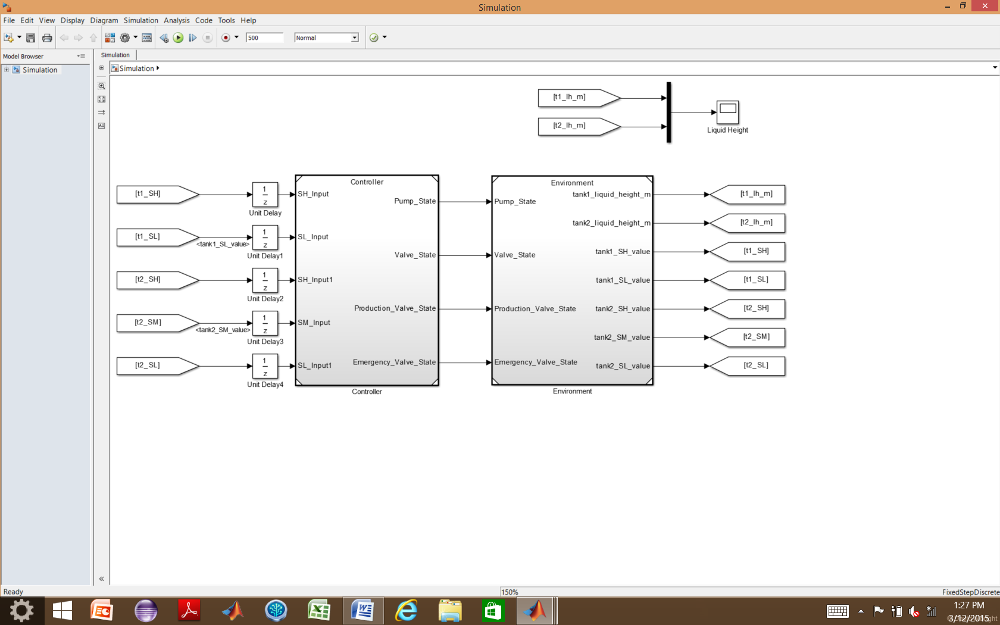 Simulation
File Edit View Display Diagram Simulation Analysis Code Tools Help
500
Normal
Model Browser
Simulation
Simulation
Simulation
[t1_lh_m]
[t2_lh_m]
Liquid Height
[t1_SH]
1
z
Unit Delay
[t1_SL]
<tank1_SL_value>
1
z
Unit Delay1
[t2_SH]
1
z
Unit Delay2
[t2_SM]
<tank2_SM_value>
1
z
Unit Delay3
[t2_SL]
1
z
Unit Delay4
Controller
SH_Input
SL_Input
SH_Input1
SM_Input
SL_Input1
Pump_State
Valve_State
Production_Valve_State
Emergency_Valve_State
Controller
Environment
Pump_State
Valve_State
Production_Valve_State
Emergency_Valve_State
tank1_liquid_height_m
tank2_liquid_height_m
tank1_SH_value
tank1_SL_value
tank2_SH_value
tank2_SM_value
tank2_SL_value
Environment
[t1_lh_m]
[t2_lh_m]
[t1_SH]
[t1_SL]
[t2_SH]
[t2_SM]
[t2_SL]
Ready
150%
FixedStepDiscrete
1:27 PM
3/12/2015